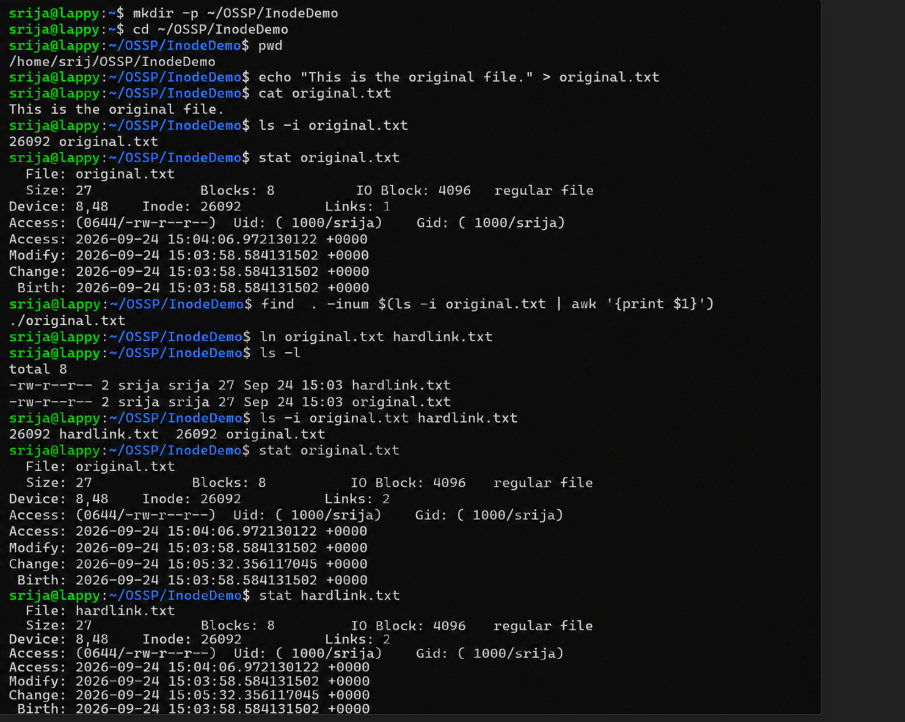 srija@lappy:~$ mkdir -p ~/OSSP/InodeDemo
srija@lappy:~$ cd ~/OSSP/InodeDemo
srija@lappy:~/OSSP/InodeDemo$ pwd
/home/srij/OSSP/InodeDemo
srija@lappy:~/OSSP/InodeDemo$ echo "This is the original file." > original.txt
srija@lappy:~/OSSP/InodeDemo$ cat original.txt
This is the original file.
srija@lappy:~/OSSP/InodeDemo$ ls -i original.txt
26092 original.txt
srija@lappy:~/OSSP/InodeDemo$ stat original.txt
  File: original.txt
  Size: 27             Blocks: 8          IO Block: 4096   regular file
Device: 8,48    Inode: 26092          Links: 1
Access: (0644/-rw-r--r--)  Uid: ( 1000/srija)    Gid: ( 1000/srija)
Access: 2026-09-24 15:04:06.972130122 +0000
Modify: 2026-09-24 15:03:58.584131502 +0000
Change: 2026-09-24 15:03:58.584131502 +0000
 Birth: 2026-09-24 15:03:58.584131502 +0000
srija@lappy:~/OSSP/InodeDemo$ find  . -inum $(ls -i original.txt | awk '{print $1}')
./original.txt
srija@lappy:~/OSSP/InodeDemo$ ln original.txt hardlink.txt
srija@lappy:~/OSSP/InodeDemo$ ls -l
total 8
-rw-r--r-- 2 srija srija 27 Sep 24 15:03 hardlink.txt
-rw-r--r-- 2 srija srija 27 Sep 24 15:03 original.txt
srija@lappy:~/OSSP/InodeDemo$ ls -i original.txt hardlink.txt
26092 hardlink.txt  26092 original.txt
srija@lappy:~/OSSP/InodeDemo$ stat original.txt
  File: original.txt
  Size: 27            Blocks: 8          IO Block: 4096   regular file
Device: 8,48    Inode: 26092          Links: 2
Access: (0644/-rw-r--r--)  Uid: ( 1000/srija)    Gid: ( 1000/srija)
Access: 2026-09-24 15:04:06.972130122 +0000
Modify: 2026-09-24 15:03:58.584131502 +0000
Change: 2026-09-24 15:05:32.356117045 +0000
 Birth: 2026-09-24 15:03:58.584131502 +0000
srija@lappy:~/OSSP/InodeDemo$ stat hardlink.txt
  File: hardlink.txt
  Size: 27             Blocks: 8         IO Block: 4096   regular file
Device: 8,48    Inode: 26092          Links: 2
Access: (0644/-rw-r--r--)  Uid: ( 1000/srija)    Gid: ( 1000/srija)
Access: 2026-09-24 15:04:06.972130122 +0000
Modify: 2026-09-24 15:03:58.584131502 +0000
Change: 2026-09-24 15:05:32.356117045 +0000
 Birth: 2026-09-24 15:03:58.584131502 +0000